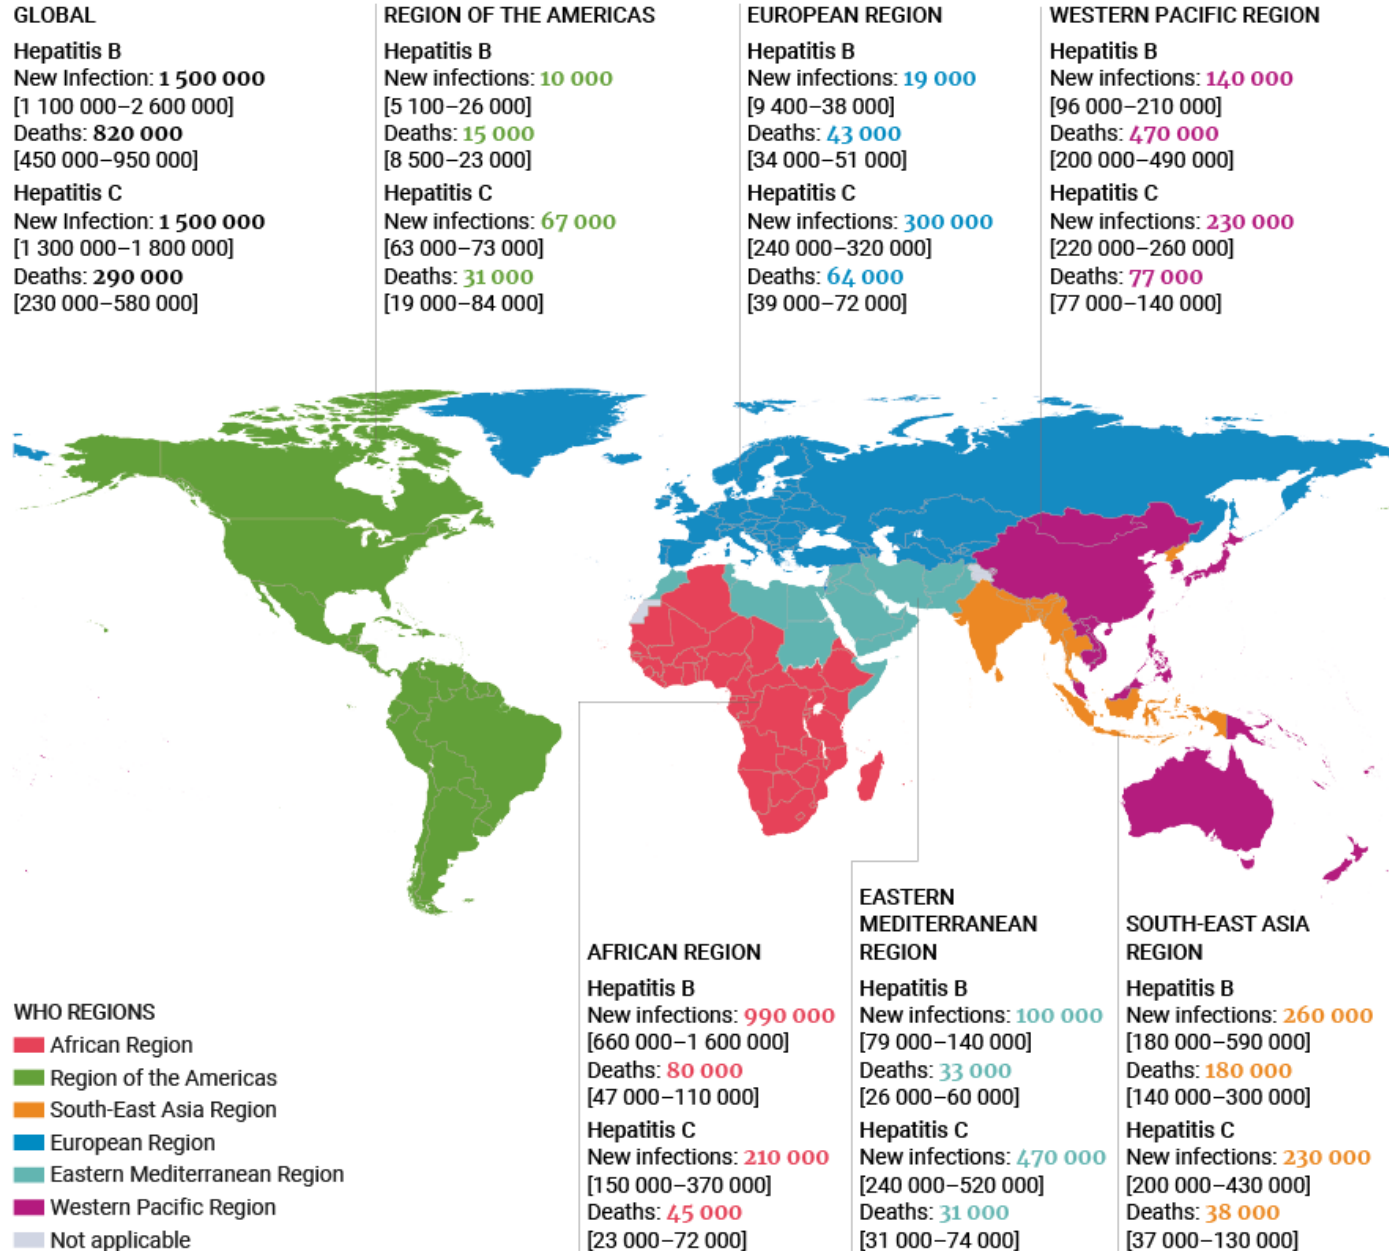 GLOBAL
Hepatitis B
New Infection: 1 500 000
[1 100 000–2 600 000]
Deaths: 820 000
[450 000–950 000]
Hepatitis C
New Infection: 1 500 000
[1 300 000–1 800 000]
Deaths: 290 000
[230 000–580 000]
REGION OF THE AMERICAS
Hepatitis B
New infections: 10 000
[5 100–26 000]
Deaths: 15 000
[8 500–23 000]
Hepatitis C
New infections: 67 000
[63 000–73 000]
Deaths: 31 000
[19 000–84 000]
EUROPEAN REGION
Hepatitis B
New infections: 19 000
[9 400–38 000]
Deaths: 43 000
[34 000–51 000]
Hepatitis C
New infections: 300 000
[240 000–320 000]
Deaths: 64 000
[39 000–72 000]
WESTERN PACIFIC REGION
Hepatitis B
New infections: 140 000
[96 000–210 000]
Deaths: 470 000
[200 000–490 000]
Hepatitis C
New infections: 230 000
[220 000–260 000]
Deaths: 77 000
[77 000–140 000]
WHO REGIONS
African Region
Region of the Americas
South-East Asia Region
European Region
Eastern Mediterranean Region
Western Pacific Region
Not applicable
AFRICAN REGION
Hepatitis B
New infections: 990 000
[660 000–1 600 000]
Deaths: 80 000
[47 000–110 000]
Hepatitis C
New infections: 210 000
[150 000–370 000]
Deaths: 45 000
[23 000–72 000]
EASTERN
MEDITERRANEAN
REGION
Hepatitis B
New infections: 100 000
[79 000–140 000]
Deaths: 33 000
[26 000–60 000]
Hepatitis C
New infections: 470 000
[240 000–520 000]
Deaths: 31 000
[31 000–74 000]
SOUTH-EAST ASIA
REGION
Hepatitis B
New infections: 260 000
[180 000–590 000]
Deaths: 180 000
[140 000–300 000]
Hepatitis C
New infections: 230 000
[200 000–430 000]
Deaths: 38 000
[37 000–130 000]